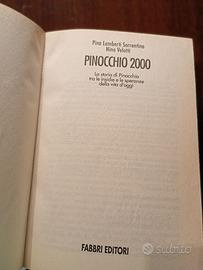 Pina Lamberti Sorrentino
Nino Velotti
PINOCCHIO 2000
La storia di Pinocchio
tra le insidie e le speranze
della vita d'oggi
FABBRI EDITORI
subito